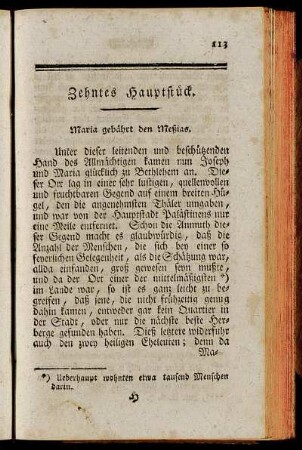 113
Zehntes Hauptstück.
Maria gebährt den Meßias.
Unter dieser leitenden und beschützenden
Hand des Allmächtigen kamen nun Joseph
und Maria glücklich zu Bethlehem an. Die-
ser Ort lag in einer sehr lustigen, quellenvollen
und fruchtbaren Gegend auf einem breiten Hü-
gel, den die angenehmsten Thäler umgaben,
und war von der Hauptstadt Palästinens nur
eine Meile entfernet. Schon die Anmuth die-
ser Gegend macht es glaubwürdig, daß die
Anzahl der Menschen, die sich bey einer so
feyerlichen Gelegenheit, als die Schätzung war,
allda einfanden, groß gewesen seyn mußte,
und da der Ort einer der mittelmäßigsten *)
im Lande war, so ist es gar leicht zu be-
greifen, daß jene, die nicht frühzeitig genug
dahin kamen, entweder gar kein Quartier in
der Stadt, oder nur die nächste beste Her-
berge gefunden haben. Dieß letztere widerfuhr
auch den zwey heiligen Eheleuten; denn da
Ma-
*) Ueberhaupt wohnten etwa tausend Menschen
darin.
H